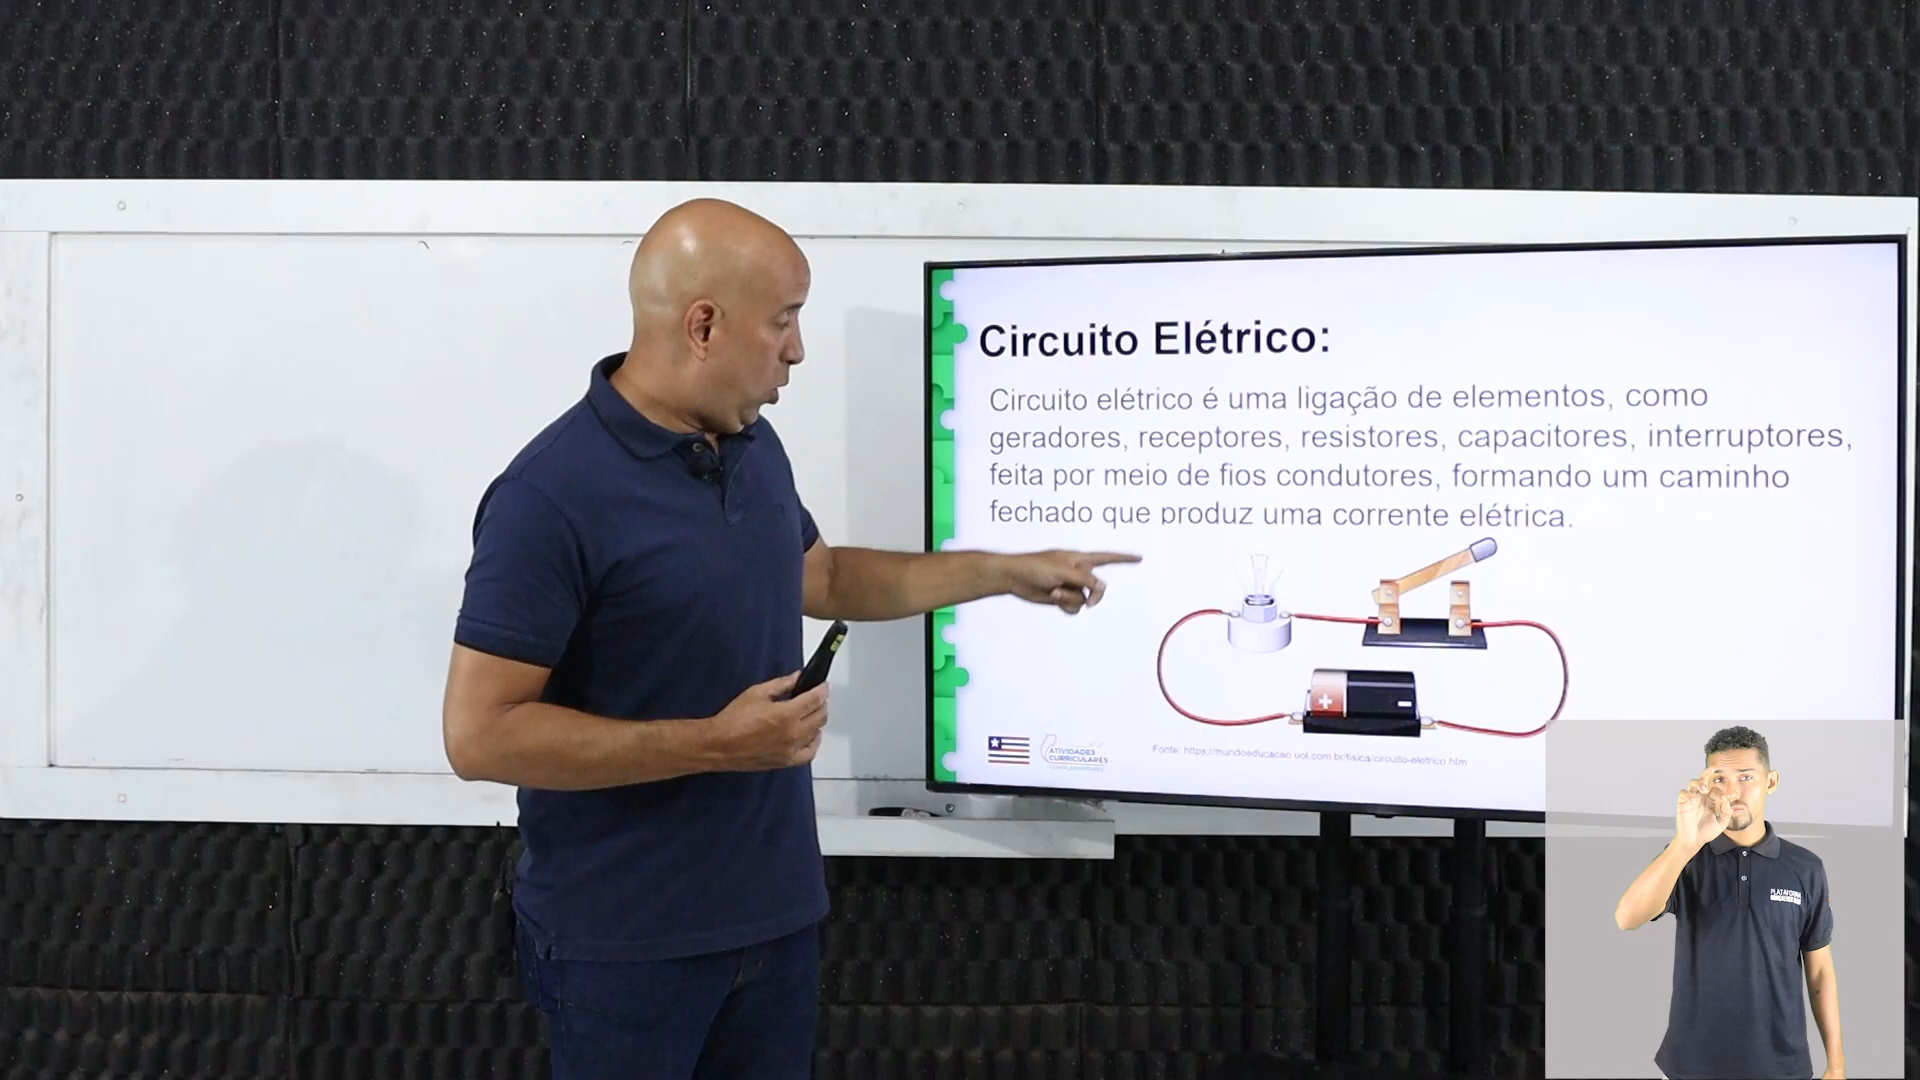 Circuito Elétrico:
Circuito elétrico é uma ligação de elementos, como
geradores, receptores, resistores, capacitores, interruptores,
feita por meio de fios condutores, formando um caminho
fechado que produz uma corrente elétrica.
+
-
ATIVIDADES
CURRICULARES
Fonte: https://mundoeducacao.uol.com.br/fisica/circuito-eletrico.htm
PLATAFORMA